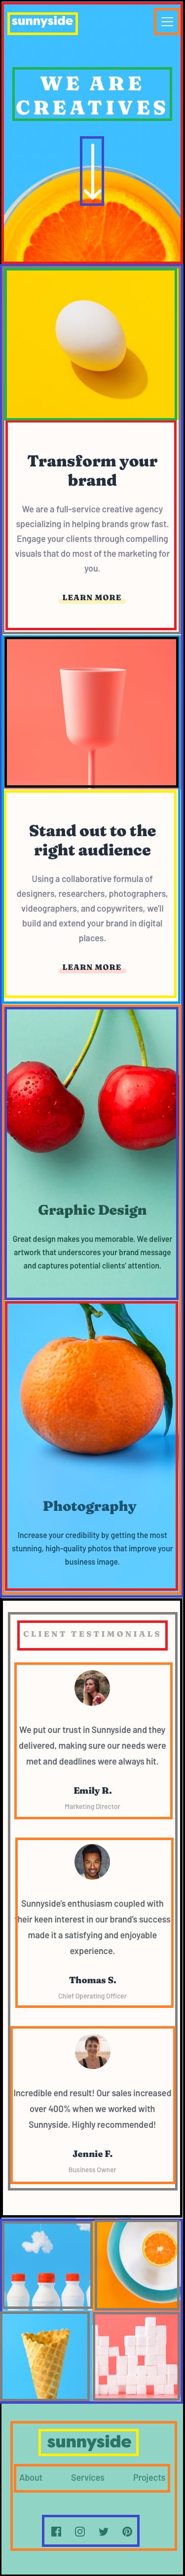 sunnyside
WE ARE
CREATIVES
Transform your
brand
We are a full-service creative agency
specializing in helping brands grow fast.
Engage your clients through compelling
visuals that do most of the marketing for
you.
LEARN MORE
Stand out to the
right audience
Using a collaborative formula of
designers, researchers, photographers,
videographers, and copywriters, we'll
build and extend your brand in digital
places.
LEARN MORE
Graphic Design
Great design makes you memorable. We deliver
artwork that underscores your brand message
and captures potential clients' attention.
Photography
Increase your credibility by getting the most
stunning, high-quality photos that improve your
business image.
CLIENT TESTIMONIALS
We put our trust in Sunnyside and they
delivered, making sure our needs were
met and deadlines were always hit.
Emily R.
Marketing Director
Sunnyside's enthusiasm coupled with
their keen interest in our brand's success
made it a satisfying and enjoyable
experience.
Thomas S.
Chief Operating Officer
Incredible end result! Our sales increased
over 400% when we worked with
Sunnyside. Highly recommended!
Jennie F.
Business Owner
sunnyside
About Services Projects